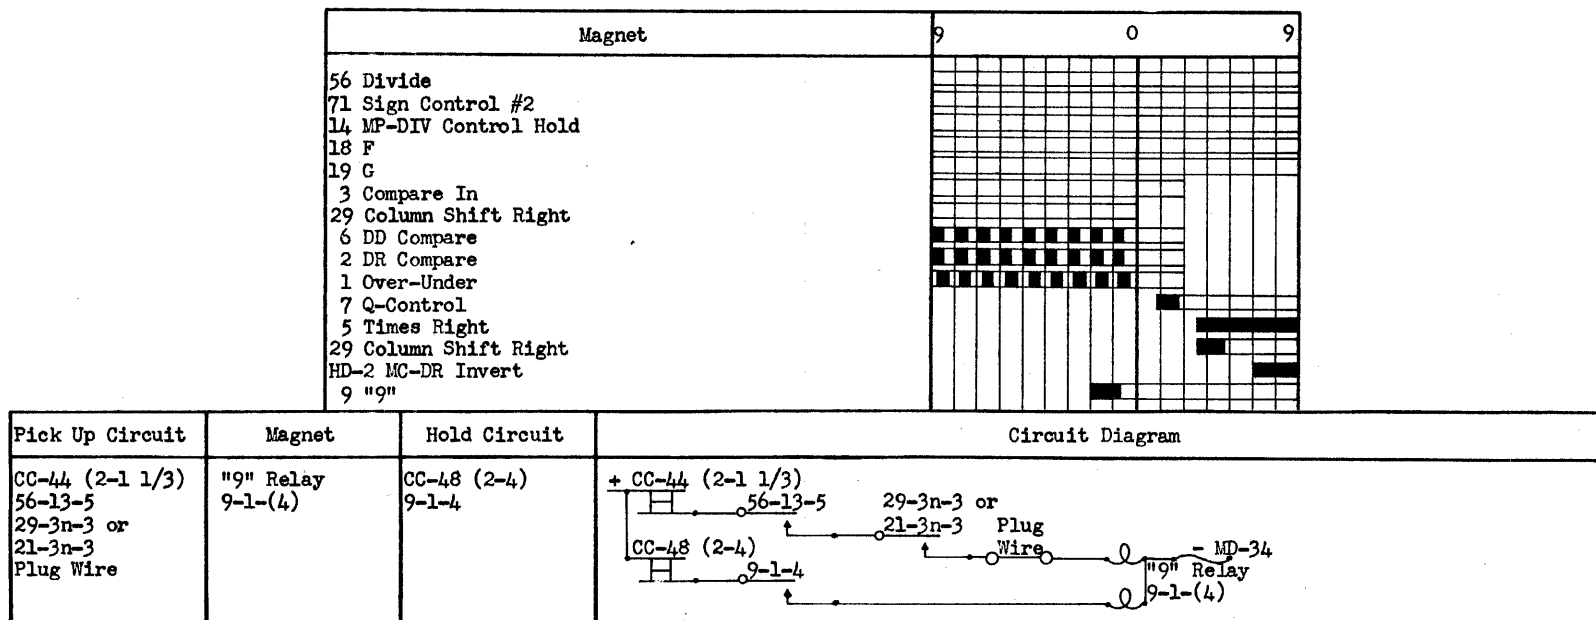 Magnet 9 0 9
56 Divide
71 Sign Control #2
14 MP-DIV Control Hold
18 F
19 G
3 Compare In
29 Column Shift Right
6 DD Compare
2 DR Compare
1 Over-Under
7 Q-Control
5 Times Right
29 Column Shift Right
HD-2 MC-DR Invert
9 "9"
Pick Up Circuit Magnet Hold Circuit Circuit Diagram
CC-44 (2-1 1/3)
56-13-5
29-3n-3 or
21-3n-3
Plug Wire
"9" Relay
9-1-(4)
CC-48 (2-4)
9-1-4
+ CC-44 (2-1 1/3)
56-13-5
29-3n-3 or
21-3n-3
Plug
Wire
- MD-34
CC-48 (2-4)
9-1-4
"9" Relay
9-1-(4)